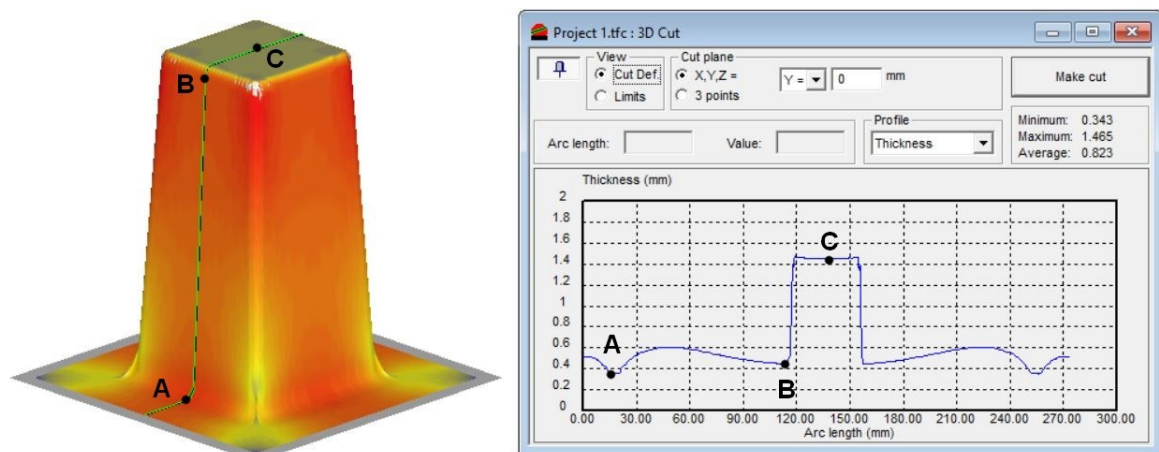 C
B
A
Project 1.tfc : 3D Cut
View
Cut Def.
Limits
Cut plane
X,Y,Z =
3 points
Y =
0
mm
Make cut
Arc length:
Value:
Profile
Thickness
Minimum: 0.343
Maximum: 1.465
Average: 0.823
Thickness (mm)
2
1.8
1.6
1.4
1.2
1
0.8
0.6
0.4
0.2
0
C
A
B
0.00 30.00 60.00 90.00 120.00 150.00 180.00 210.00 240.00 270.00 300.00
Arc length (mm)